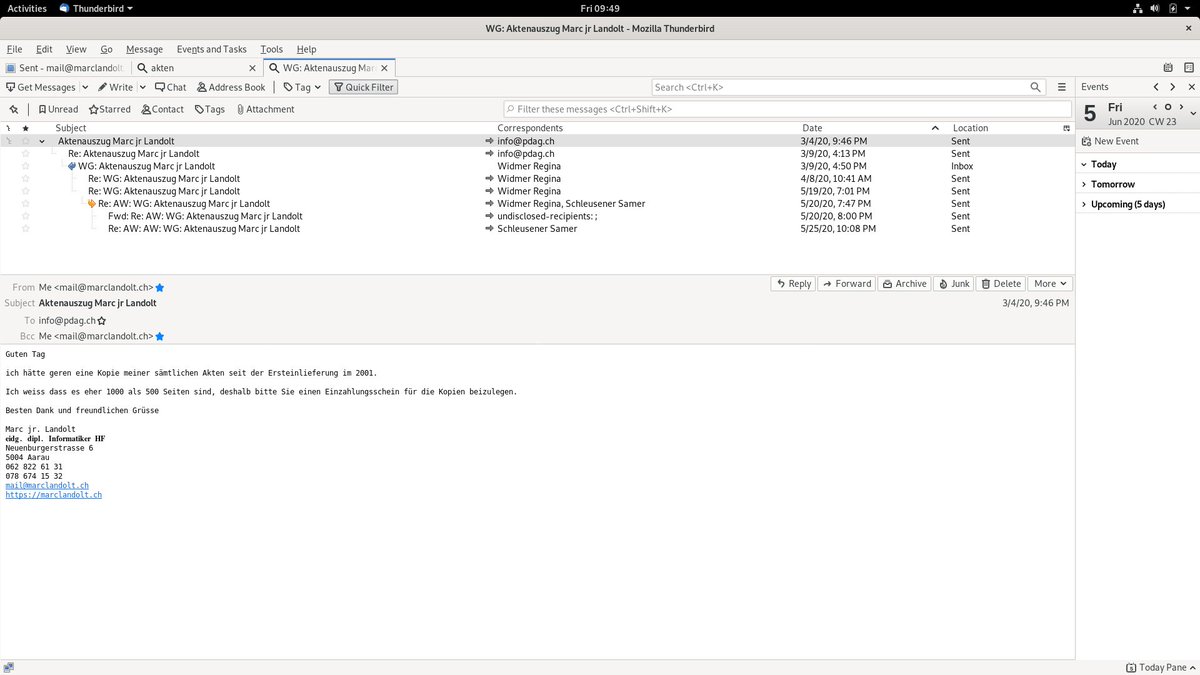 Activities Thunderbird Fri 09:49
WG: Aktenauszug Marc jr Landolt - Mozilla Thunderbird
File Edit View Go Message Events and Tasks Tools Help
Sent - mail@marclandolt akten WG: Aktenauszug Mar
Get Messages Write Chat Address Book Tag Quick Filter Search <Ctrl+K> Events
Unread Starred Contact Tags Attachment Filter these messages <Ctrl+Shift+K>
5 Fri
Jun 2020 CW 23
New Event
Today
Tomorrow
Upcoming (5 days)
Subject Correspondents Date Location
Aktenauszug Marc jr Landolt info@pdag.ch 3/4/20, 9:46 PM Sent
Re: Aktenauszug Marc jr Landolt info@pdag.ch 3/9/20, 4:13 PM Sent
WG: Aktenauszug Marc jr Landolt Widmer Regina 3/9/20, 4:50 PM Inbox
Re: WG: Aktenauszug Marc jr Landolt Widmer Regina 4/8/20, 10:41 AM Sent
Re: WG: Aktenauszug Marc jr Landolt Widmer Regina 5/19/20, 7:01 PM Sent
Re: AW: WG: Aktenauszug Marc jr Landolt Widmer Regina, Schleusener Samer 5/20/20, 7:47 PM Sent
Fwd: Re: AW: WG: Aktenauszug Marc jr Landolt undisclosed-recipients: ; 5/20/20, 8:00 PM Sent
Re: AW: AW: WG: Aktenauszug Marc jr Landolt Schleusener Samer 5/25/20, 10:08 PM Sent
From Me <mail@marclandolt.ch> Reply Forward Archive Junk Delete More
Subject Aktenauszug Marc jr Landolt 3/4/20, 9:46 PM
To info@pdag.ch
Bcc Me <mail@marclandolt.ch>
Guten Tag
ich hätte geren eine Kopie meiner sämtlichen Akten seit der Ersteinlieferung im 2001.
Ich weiss dass es eher 1000 als 500 Seiten sind, deshalb bitte Sie einen Einzahlungsschein für die Kopien beizulegen.
Besten Dank und freundlichen Grüsse
Marc jr. Landolt
eidg. dipl. Informatiker HF
Neuenburgerstrasse 6
5004 Aarau
062 822 61 31
078 674 15 32
mail@marclandolt.ch
https://marclandolt.ch
Today Pane